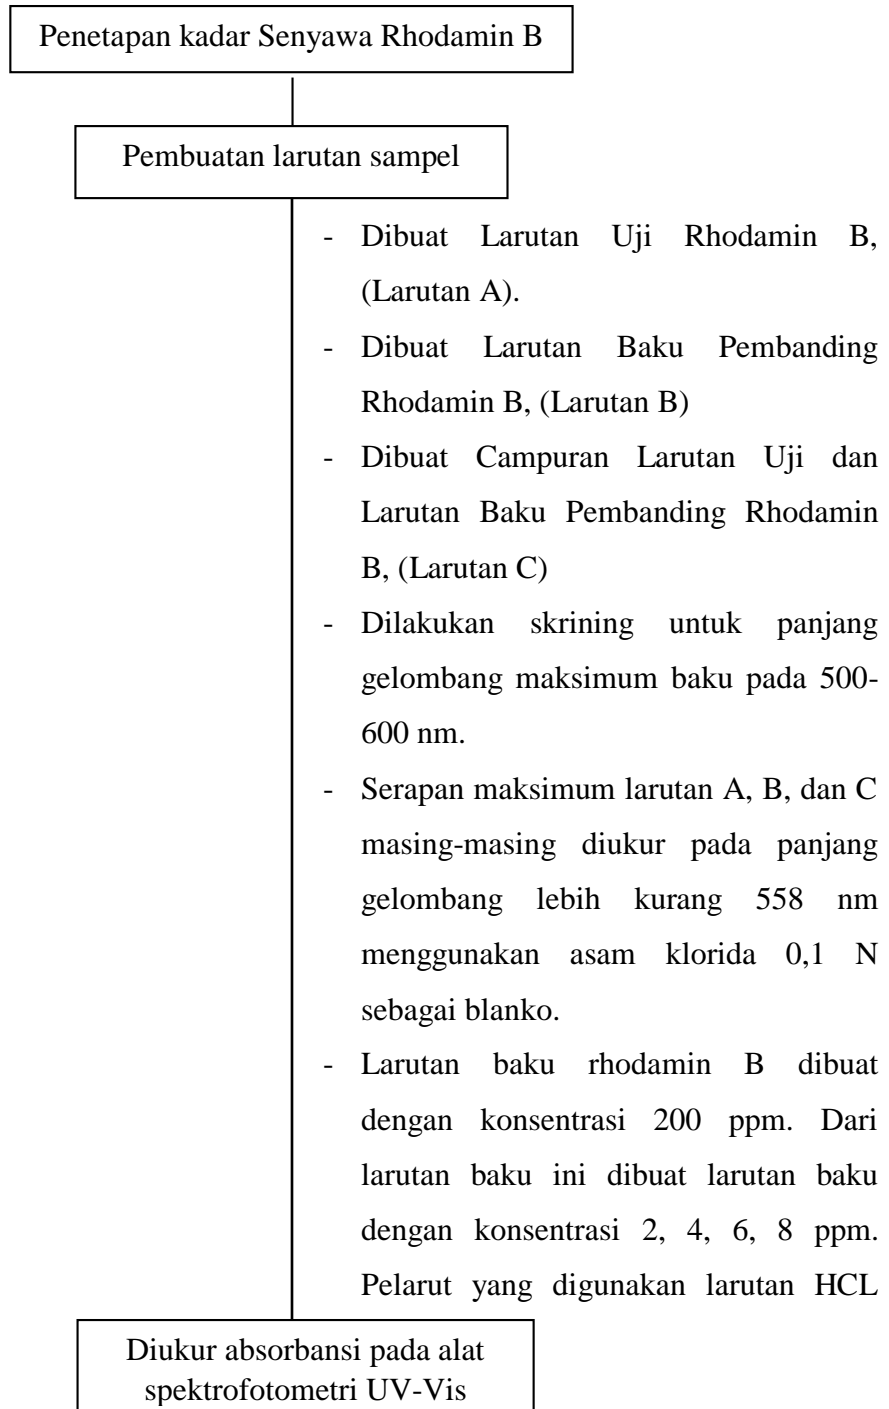 Penetapan kadar Senyawa Rhodamin B
Pembuatan larutan sampel
- Dibuat Larutan Uji Rhodamin B,
(Larutan A).
- Dibuat Larutan Baku Pembanding
Rhodamin B, (Larutan B)
- Dibuat Campuran Larutan Uji dan
Larutan Baku Pembanding Rhodamin
B, (Larutan C)
- Dilakukan skrining untuk panjang
gelombang maksimum baku pada 500-
600 nm.
- Serapan maksimum larutan A, B, dan C
masing-masing diukur pada panjang
gelombang lebih kurang 558 nm
menggunakan asam klorida 0,1 N
sebagai blanko.
- Larutan baku rhodamin B dibuat
dengan konsentrasi 200 ppm. Dari
larutan baku ini dibuat larutan baku
dengan konsentrasi 2, 4, 6, 8 ppm.
Pelarut yang digunakan larutan HCL
Diukur absorbansi pada alat
spektrofotometri UV-Vis